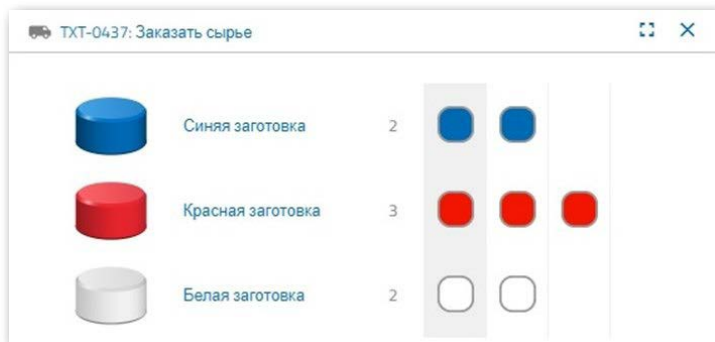 TXT-0437: Заказать сырье
Синяя заготовка 2
Красная заготовка 3
Белая заготовка 2